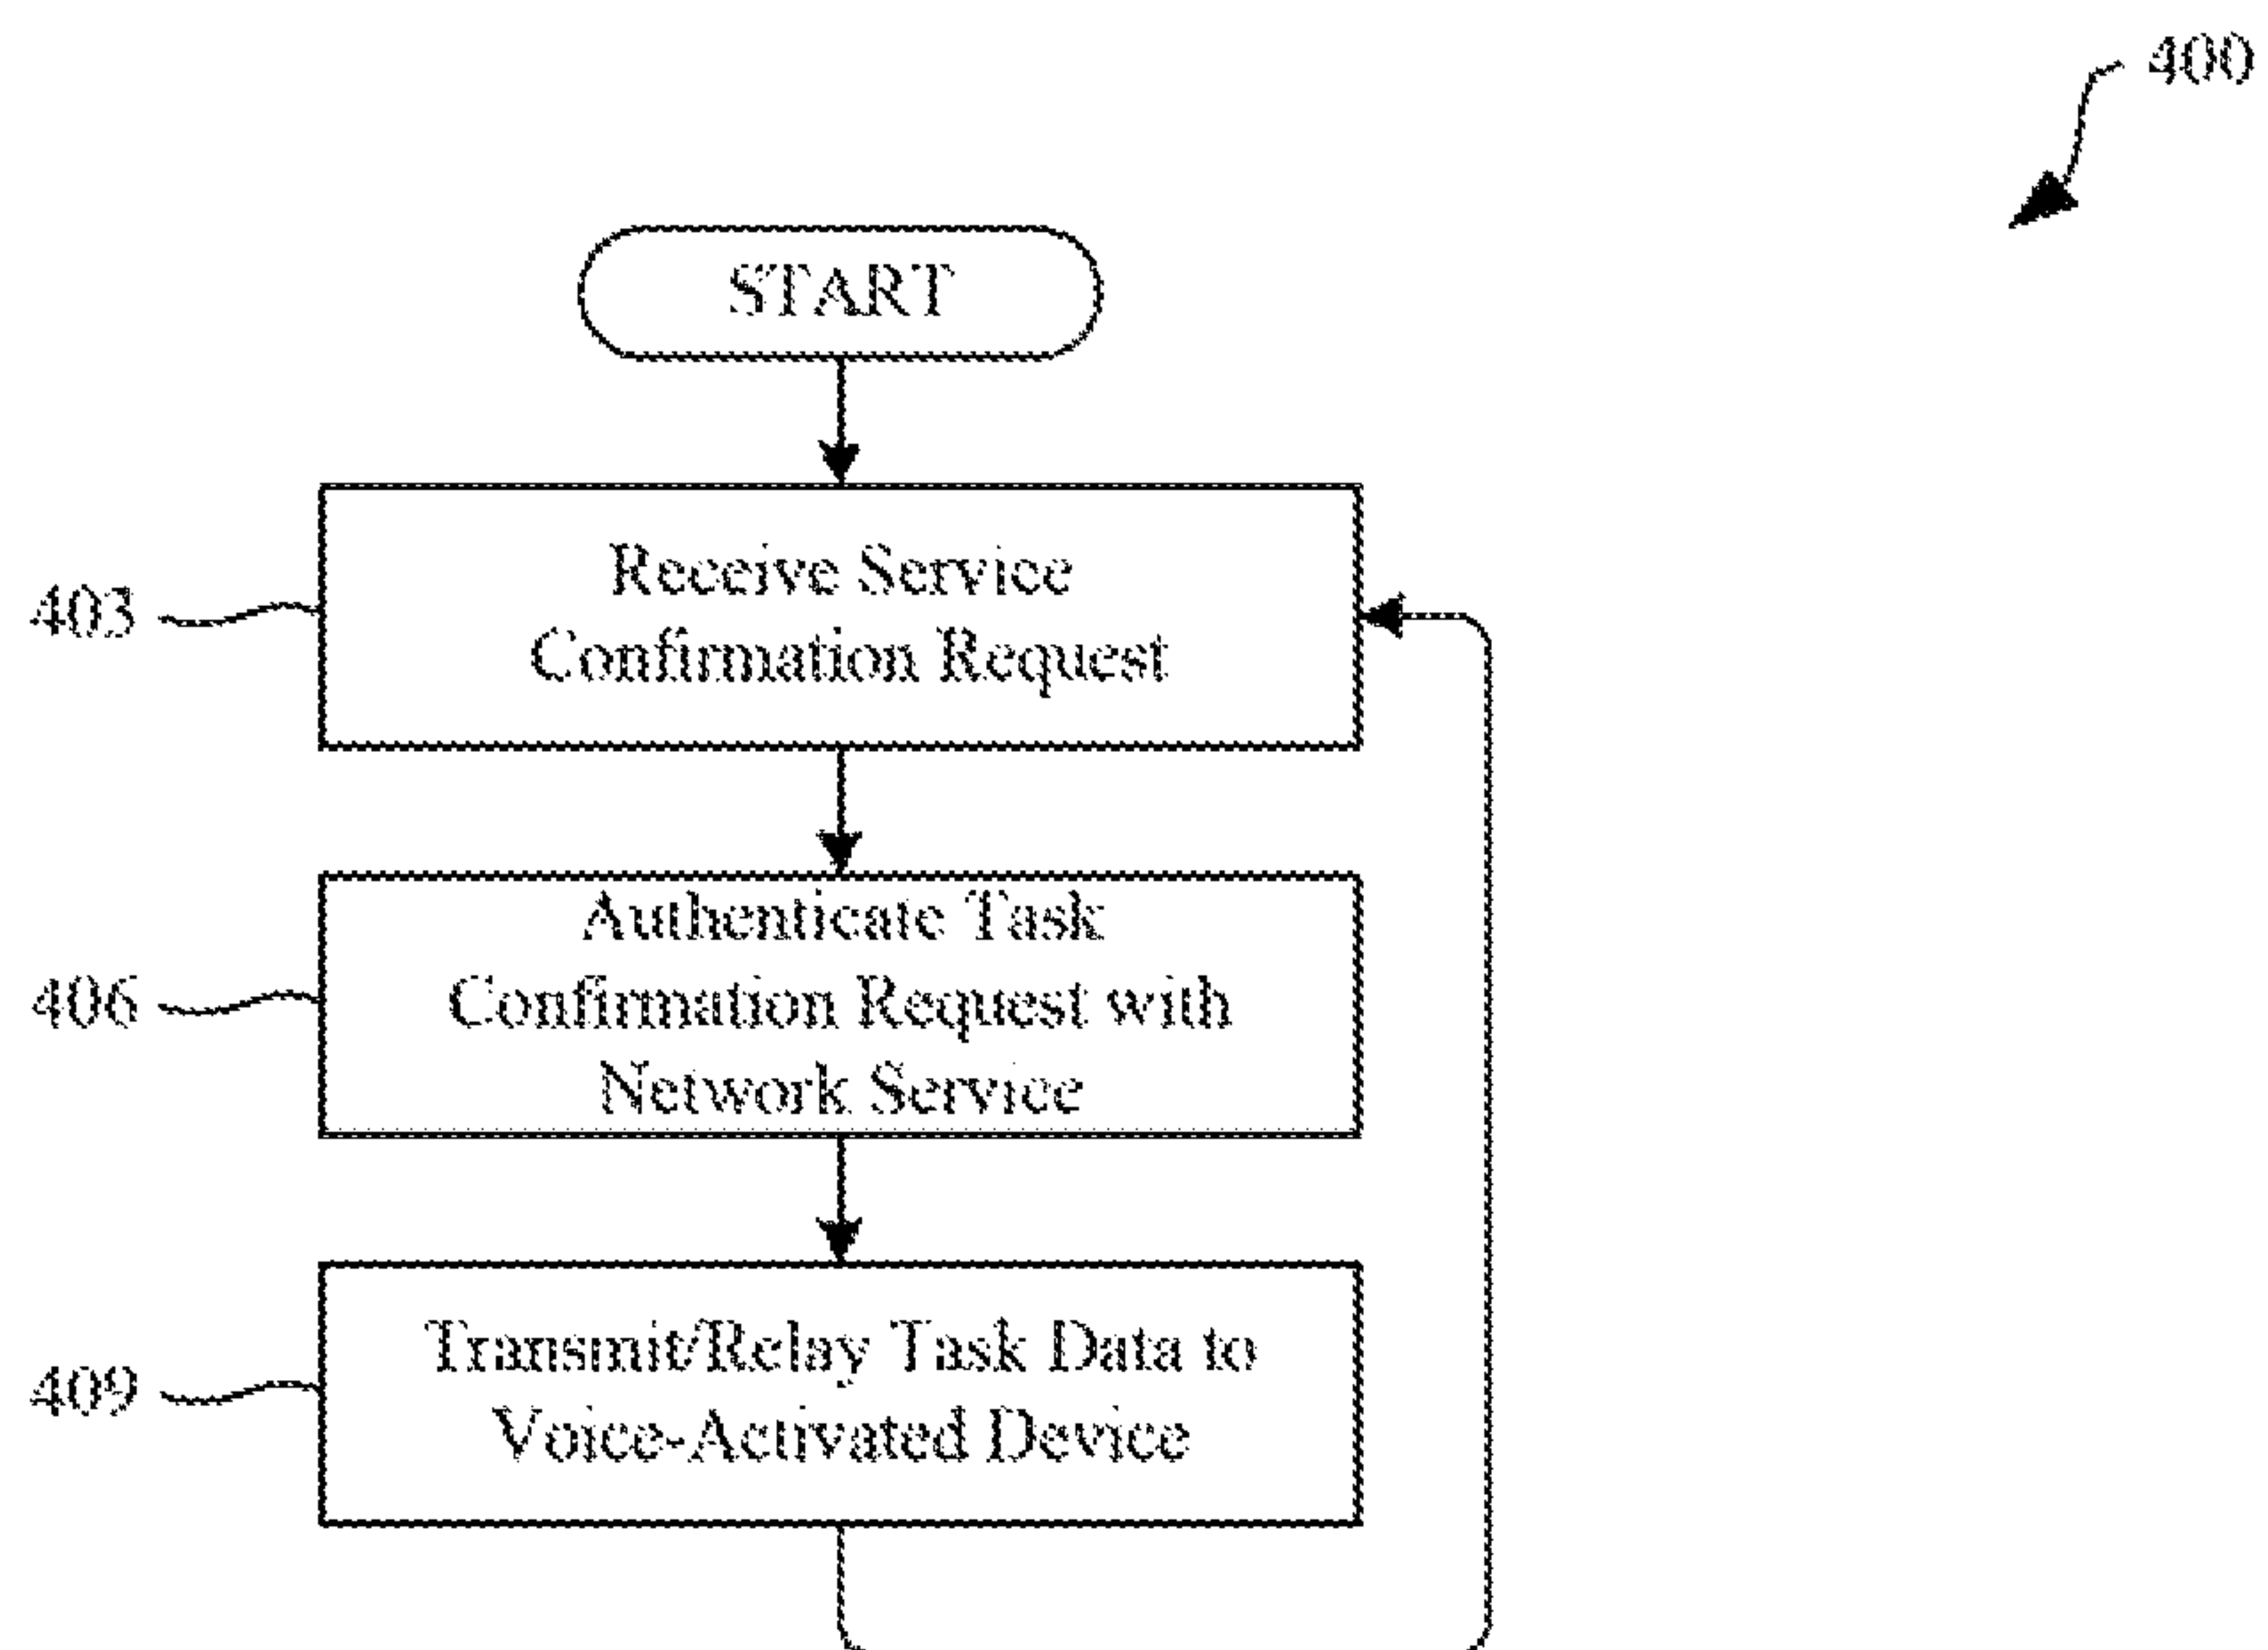 400
START
403
Receive Service
Confirmation Request
406
Authenticate Task
Confirmation Request with
Network Service
409
Transmit/Relay Task Data to
Voice-Activated Device